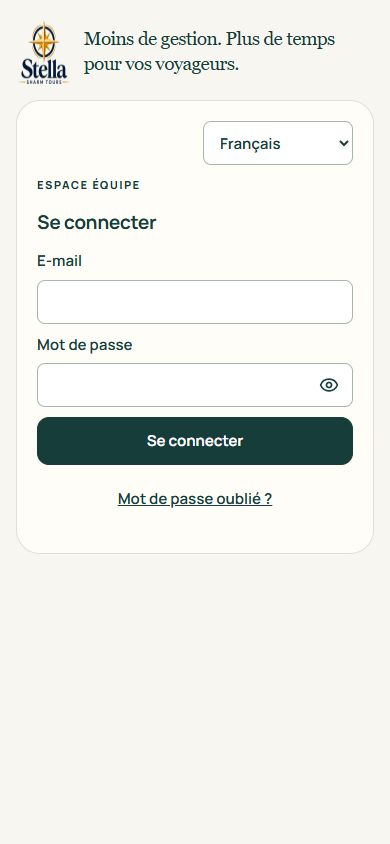 Stella
SHARM TOURS
Moins de gestion. Plus de temps
pour vos voyageurs.
Français
ESPACE ÉQUIPE
Se connecter
E-mail
Mot de passe
Se connecter
Mot de passe oublié ?